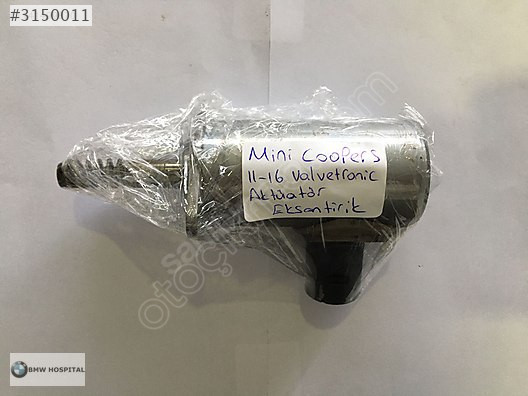 #3150011
Mini Coopers
11-16 Valvetronic
Aktüatör
Eksantirik
BMW HOSPITAL